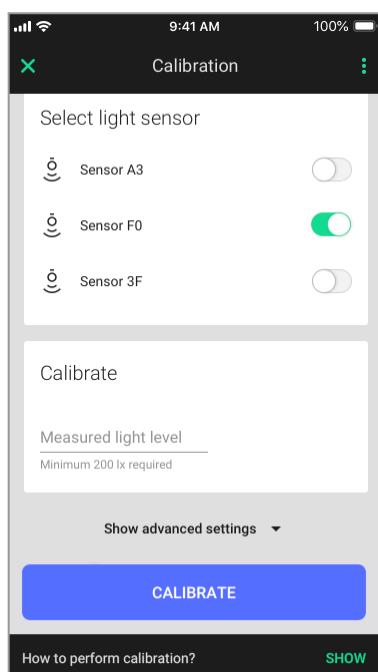 9:41 AM
100%
Calibration
Select light sensor
Sensor A3
Sensor F0
Sensor 3F
Calibrate
Measured light level
Minimum 200 lx required
Show advanced settings
CALIBRATE
How to perform calibration? SHOW